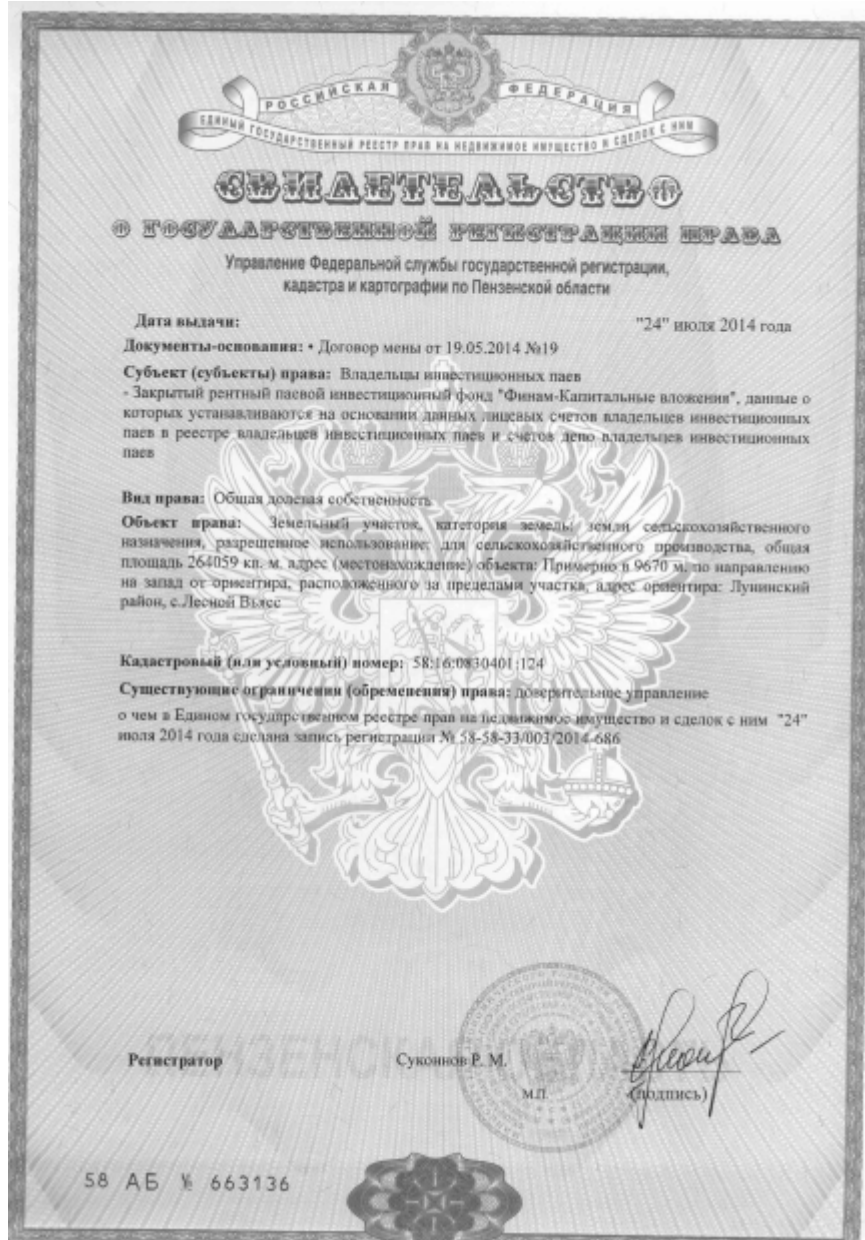 РОССИЙСКАЯ ФЕДЕРАЦИЯ
ЕДИНЫЙ ГОСУДАРСТВЕННЫЙ РЕЕСТР ПРАВ НА НЕДВИЖИМОЕ ИМУЩЕСТВО И СДЕЛОК С НИМ
СВИДЕТЕЛЬСТВО
О ГОСУДАРСТВЕННОЙ РЕГИСТРАЦИИ ПРАВА
Управление Федеральной службы государственной регистрации,
кадастра и картографии по Пензенской области
Дата выдачи: "24" июля 2014 года
Документы-основания: • Договор мены от 19.05.2014 №19
Субъект (субъекты) права: Владельцы инвестиционных паев
- Закрытый рентный паевой инвестиционный фонд "Финам-Капитальные вложения", данные о
которых устанавливаются на основании данных лицевых счетов владельцев инвестиционных
паев в реестре владельцев инвестиционных паев и счетов депо владельцев инвестиционных
паев
Вид права: Общая долевая собственность
Объект права: Земельный участок, категория земель: земли сельскохозяйственного
назначения, разрешенное использование: для сельскохозяйственного производства, общая
площадь 264059 кв. м, адрес (местонахождение) объекта: Примерно в 9670 м, по направлению
на запад от ориентира, расположенного за пределами участка, адрес ориентира: Лунинский
район, с.Лесной Вьясс
Кадастровый (или условный) номер: 58:16:0830401:124
Существующие ограничения (обременения) права: доверительное управление
о чем в Едином государственном реестре прав на недвижимое имущество и сделок с ним "24"
июля 2014 года сделана запись регистрации № 58-58-33/003/2014-686
Регистратор Суконнов Р. М.
М.П. (подпись)
58 АБ № 663136